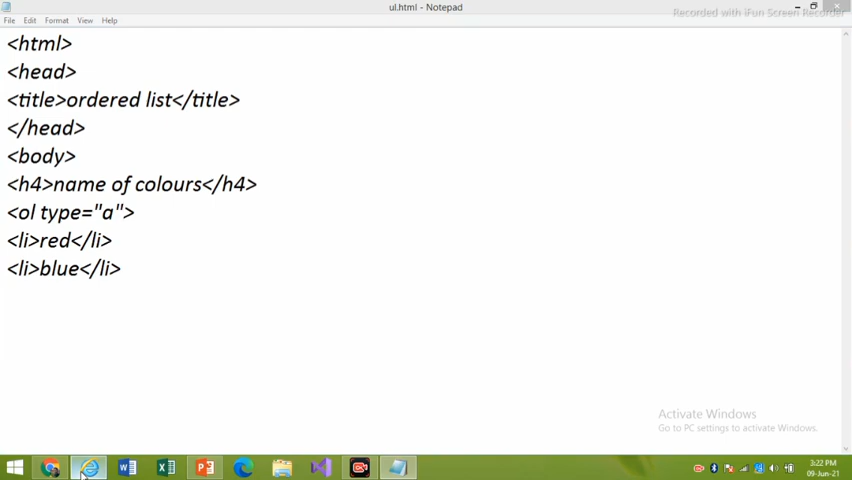 ul.html - Notepad
Recorded with iFun Screen Recorder
File Edit Format View Help
<html>
<head>
<title>ordered list</title>
</head>
<body>
<h4>name of colours</h4>
<ol type="a">
<li>red</li>
<li>blue</li>
Activate Windows
Go to PC settings to activate Windows.
3:22 PM
09-Jun-21